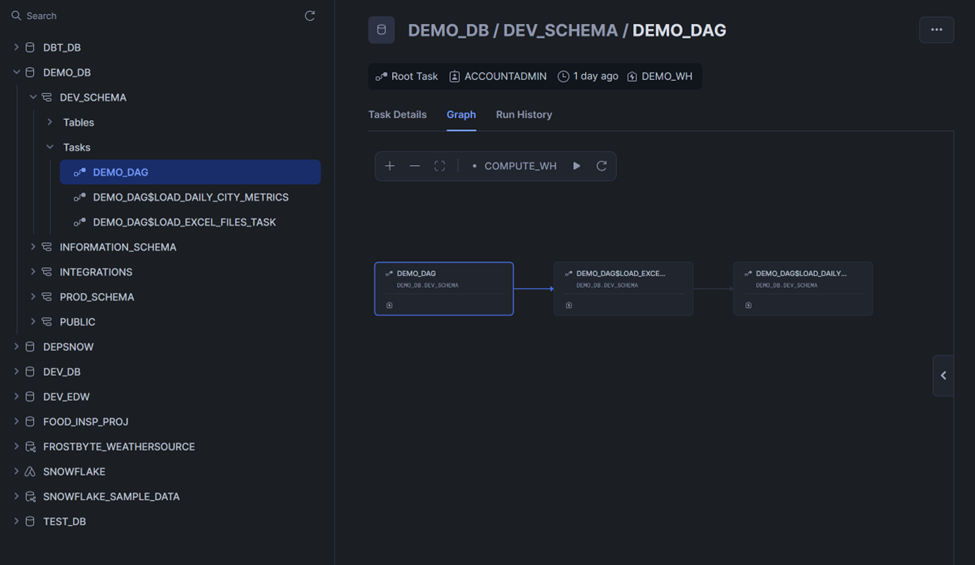 Search
DBT_DB
DEMO_DB
DEV_SCHEMA
Tables
Tasks
DEMO_DAG
DEMO_DAG$LOAD_DAILY_CITY_METRICS
DEMO_DAG$LOAD_EXCEL_FILES_TASK
INFORMATION_SCHEMA
INTEGRATIONS
PROD_SCHEMA
PUBLIC
DEPSNOW
DEV_DB
DEV_EDW
FOOD_INSP_PROJ
FROSTBYTE_WEATHERSOURCE
SNOWFLAKE
SNOWFLAKE_SAMPLE_DATA
TEST_DB
DEMO_DB / DEV_SCHEMA / DEMO_DAG
Root Task ACCOUNTADMIN 1 day ago DEMO_WH
Task Details Graph Run History
COMPUTE_WH
DEMO_DAG
DEMO_DB.DEV_SCHEMA
DEMO_DAG$LOAD_EXCE...
DEMO_DB.DEV_SCHEMA
DEMO_DAG$LOAD_DAILY...
DEMO_DB.DEV_SCHEMA